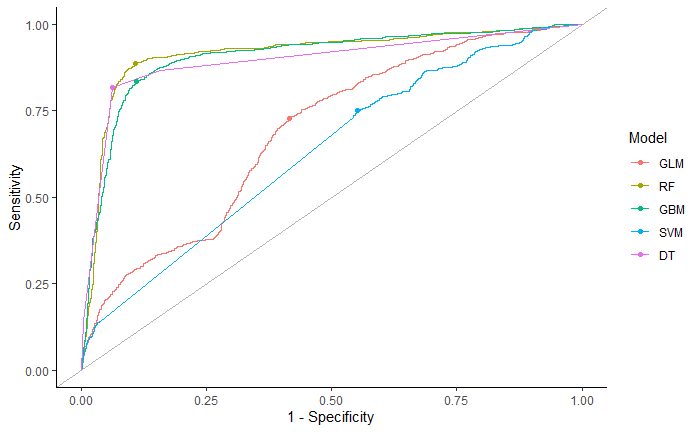 1.00
0.75
0.50
0.25
0.00
Sensitivity
0.00 0.25 0.50 0.75 1.00
1 - Specificity
Model
GLM
RF
GBM
SVM
DT